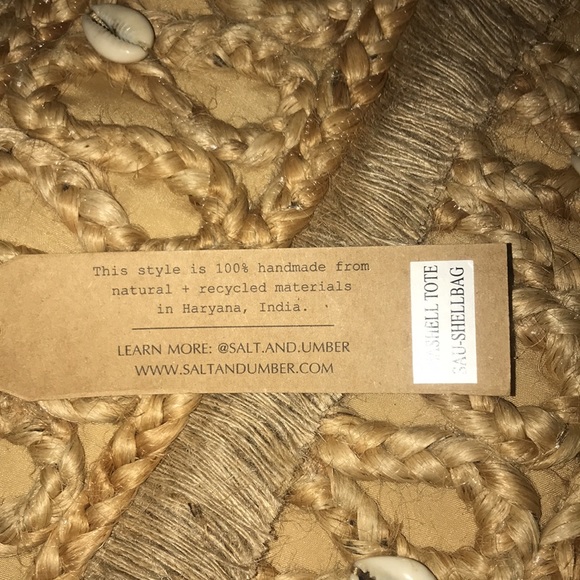 This style is 100% handmade from
natural + recycled materials
in Haryana, India.
LEARN MORE: @SALT.AND.UMBER
WWW.SALTANDUMBER.COM
TOTE
SAU-SHELLBAG